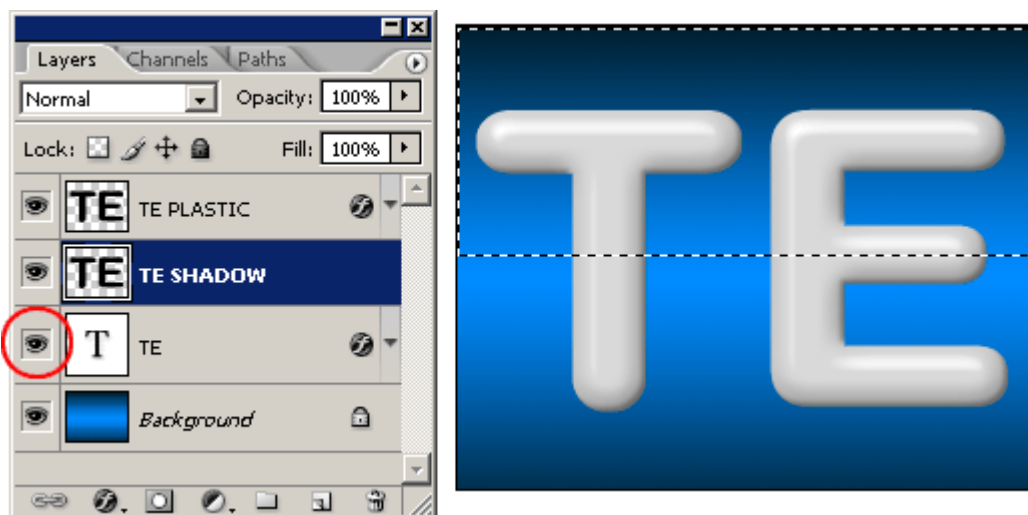 Layers Channels Paths
Normal Opacity: 100%
Lock: Fill: 100%
TE TE PLASTIC
TE TE SHADOW
T TE
Background
TE